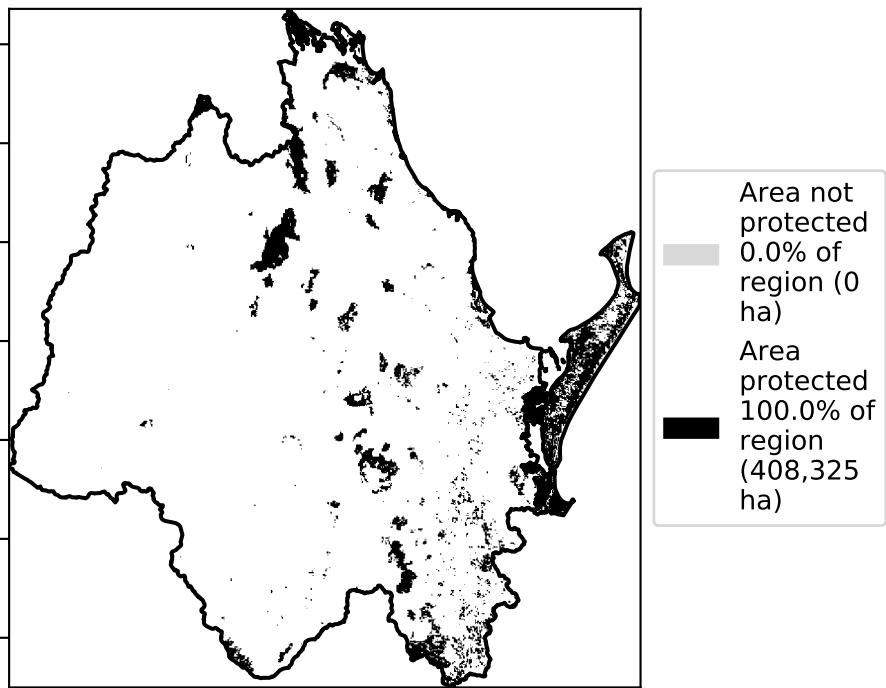 Area not
protected
0.0% of
region (0
ha)
Area
protected
100.0% of
region
(408,325
ha)